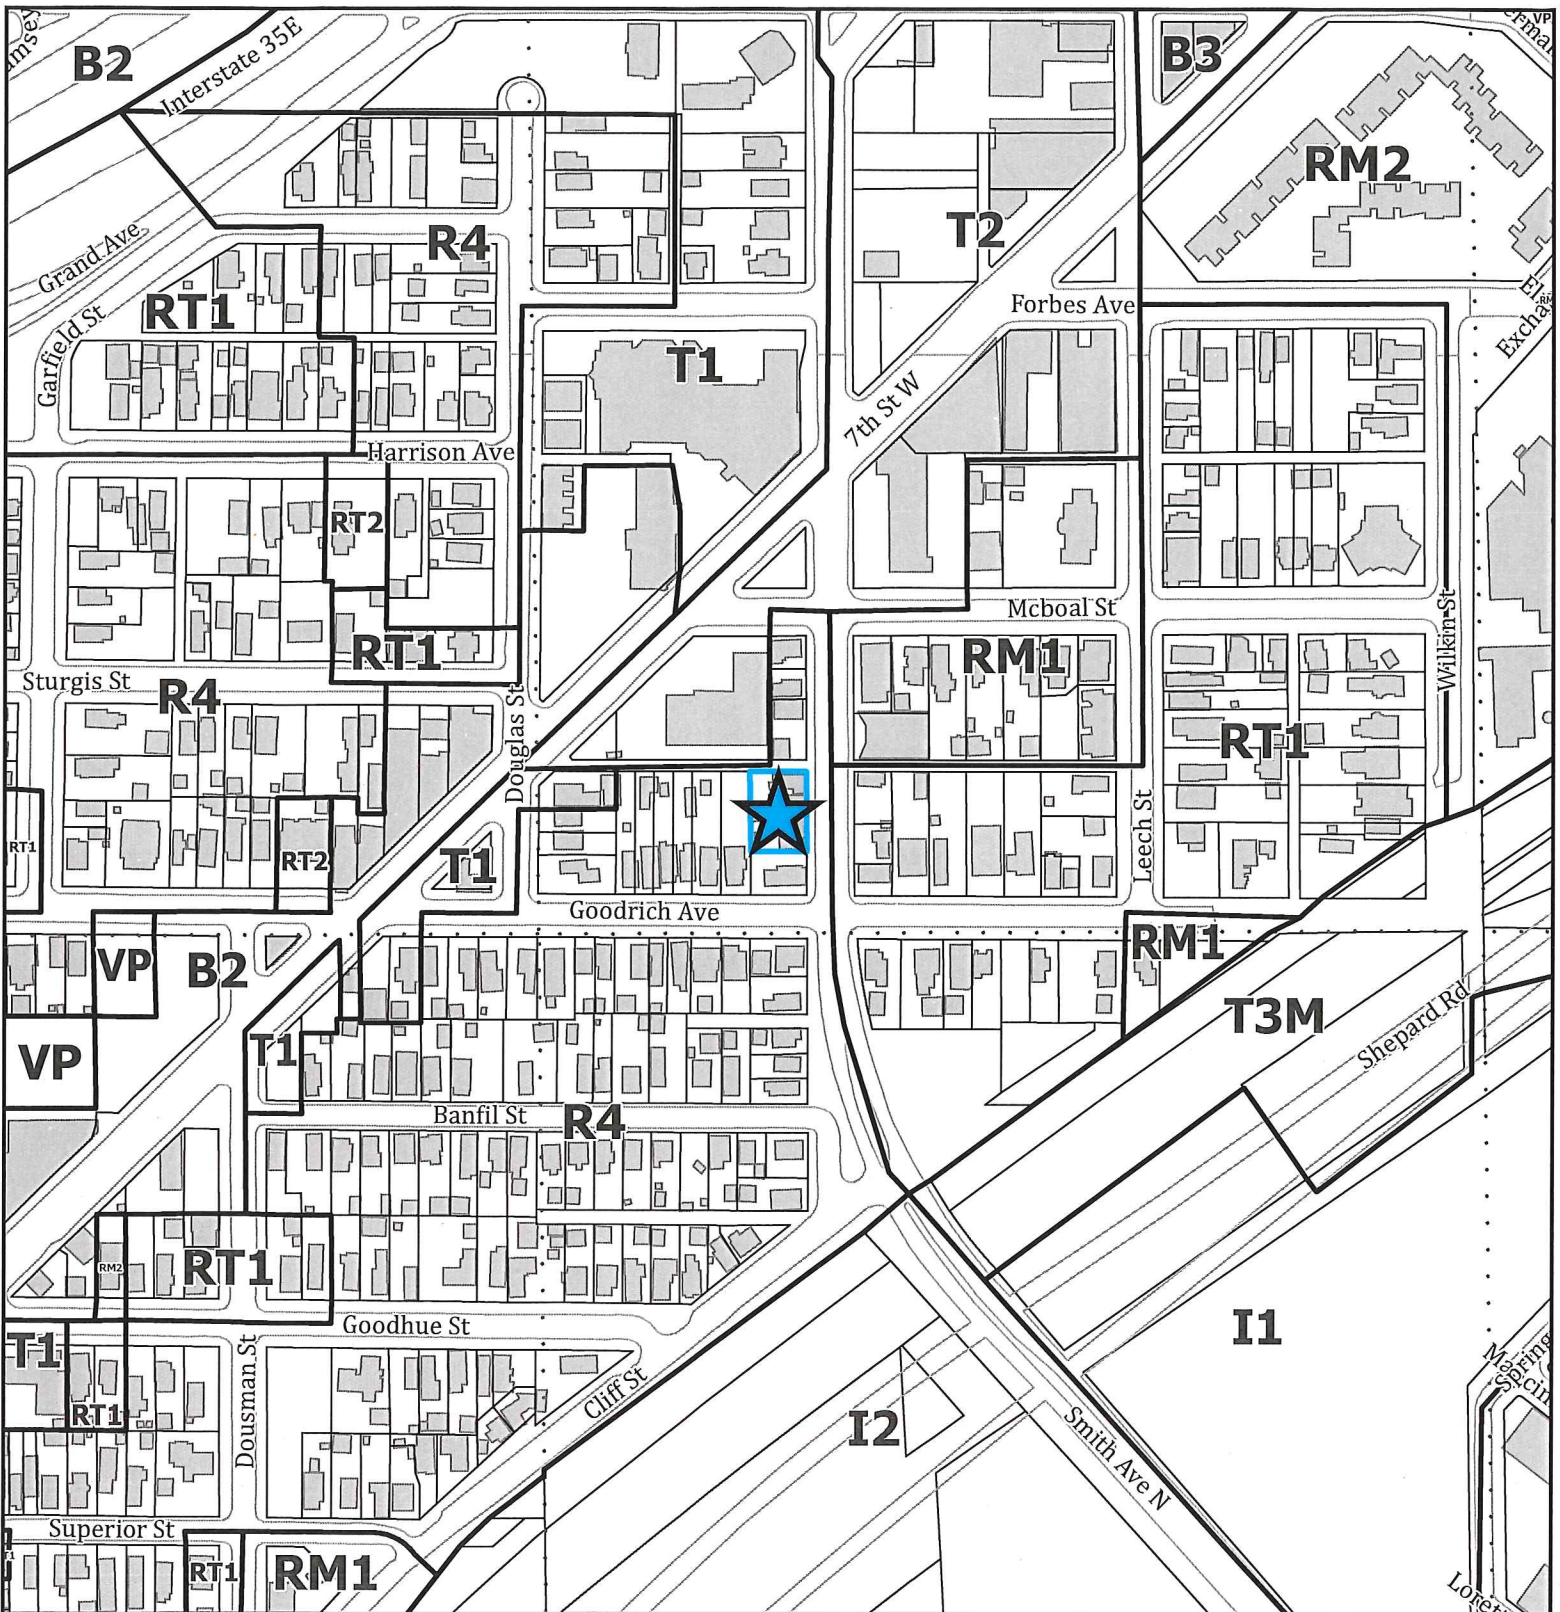 B2
Interstate 35E
B3
VP
RM2
R4
T2
Grand Ave
RT1
Garfield St
Forbes Ave
T1
7th St W
Harrison Ave
RT2
Mcboal St
RM1
Wilkin St
RT1
Sturgis St
R4
Douglas St
RT1
RT1
RT2
T1
Leech St
Goodrich Ave
VP
B2
RM1
T3M
Shepard Rd
VP
T1
Banfil St
R4
RM2
RT1
I1
T1
Goodhue St
Dousman St
Cliff St
RT1
I2
Smith Ave N
Superior St
RT1
RM1